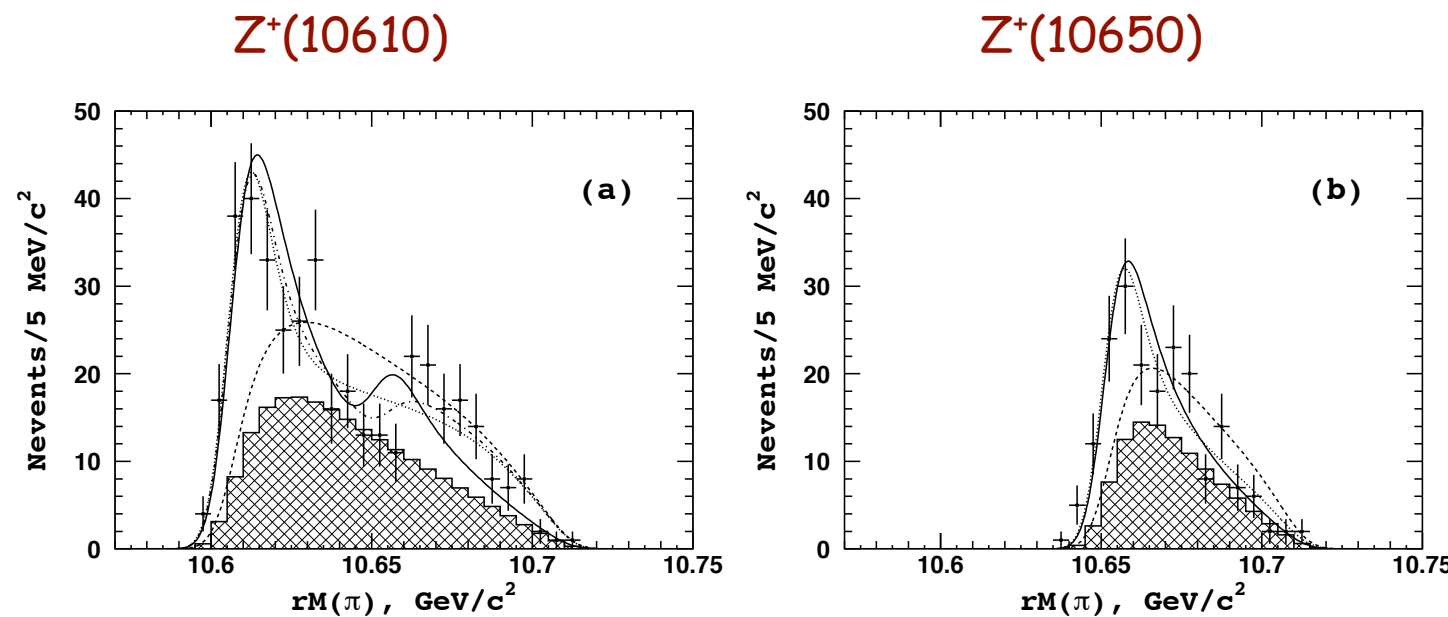 Z⁺(10610)
Z⁺(10650)
Nevents/5 MeV/c²
50
40
30
20
10
0
(a)
10.6
10.65
10.7
10.75
rM(π), GeV/c²
Nevents/5 MeV/c²
50
40
30
20
10
0
(b)
10.6
10.65
10.7
10.75
rM(π), GeV/c²